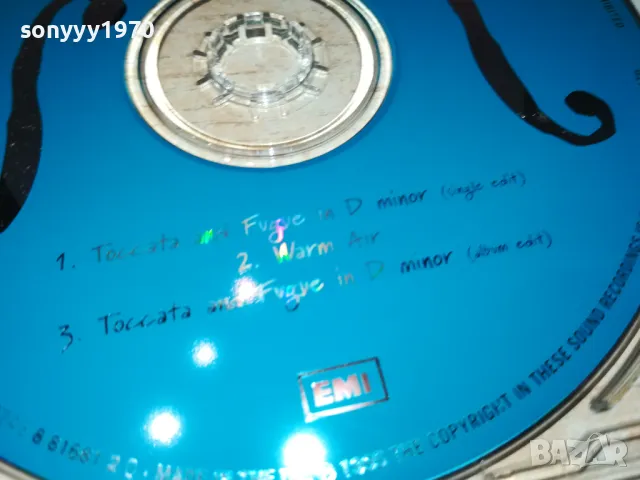 sonyyy1970
1. Toccata and Fugue in D minor (single edit)
2. Warm Air
3. Toccata and Fugue in D minor (album edit)
EMI
THE COPYRIGHT IN THESE SOUND RECORDINGS
BAZAR
bg